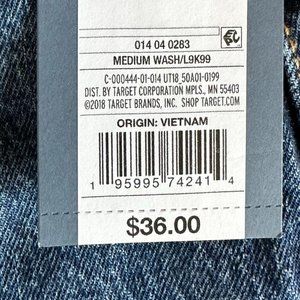 014 04 0283
MEDIUM WASH/L9K99
C-000444-01-014 UT18_50A01-0199
DIST. BY TARGET CORPORATION MPLS., MN 55403
©2018 TARGET BRANDS, INC. SHOP TARGET.COM
ORIGIN: VIETNAM
1 95995 74241 4
$36.00